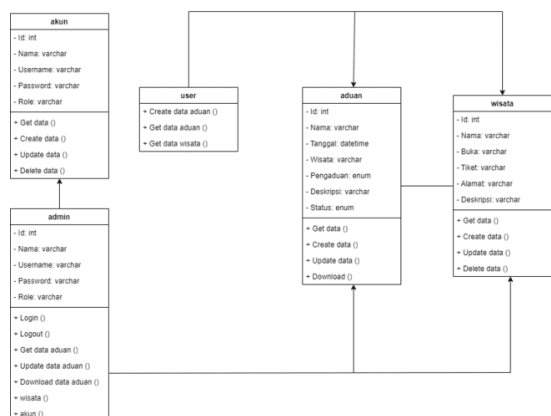 akun
- Id: int
- Nama: varchar
- Username: varchar
- Password: varchar
- Role: varchar
+ Get data ()
+ Create data ()
+ Update data ()
+ Delete data ()
user
+ Create data aduan ()
+ Get data aduan ()
+ Get data wisata ()
aduan
- Id: int
- Nama: varchar
- Tanggal: datetime
- Wisata: varchar
- Pengaduan: enum
- Deskripsi: varchar
- Status: enum
+ Get data ()
+ Create data ()
+ Update data ()
+ Download ()
wisata
- Id: int
- Nama: varchar
- Buka: varchar
- Tiket: varchar
- Alamat: varchar
- Deskripsi: varchar
+ Get data ()
+ Create data ()
+ Update data ()
+ Delete data ()
admin
- Id: int
- Nama: varchar
- Username: varchar
- Password: varchar
- Role: varchar
+ Login ()
+ Logout ()
+ Get data aduan ()
+ Update data aduan ()
+ Download data aduan ()
+ wisata ()
+ akun ()